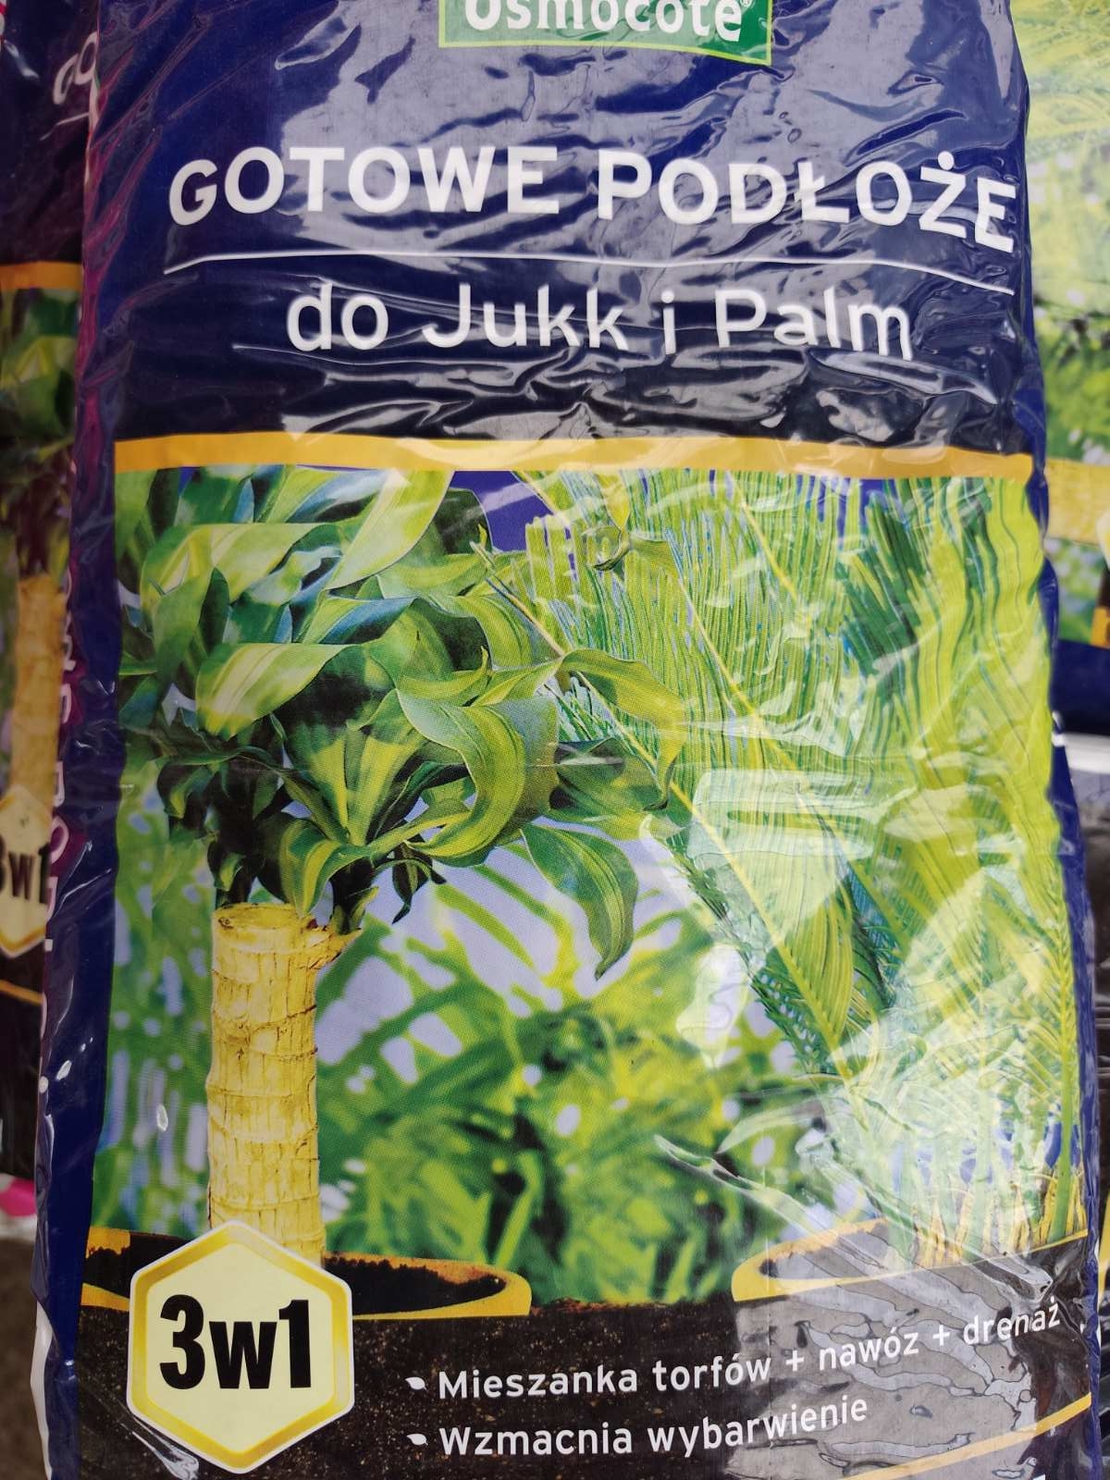 Osmocote®
GOTOWE PODŁOŻE
do Jukk i Palm
3w1
Mieszanka torfów + nawóz + drenaż
Wzmacnia wybarwienie